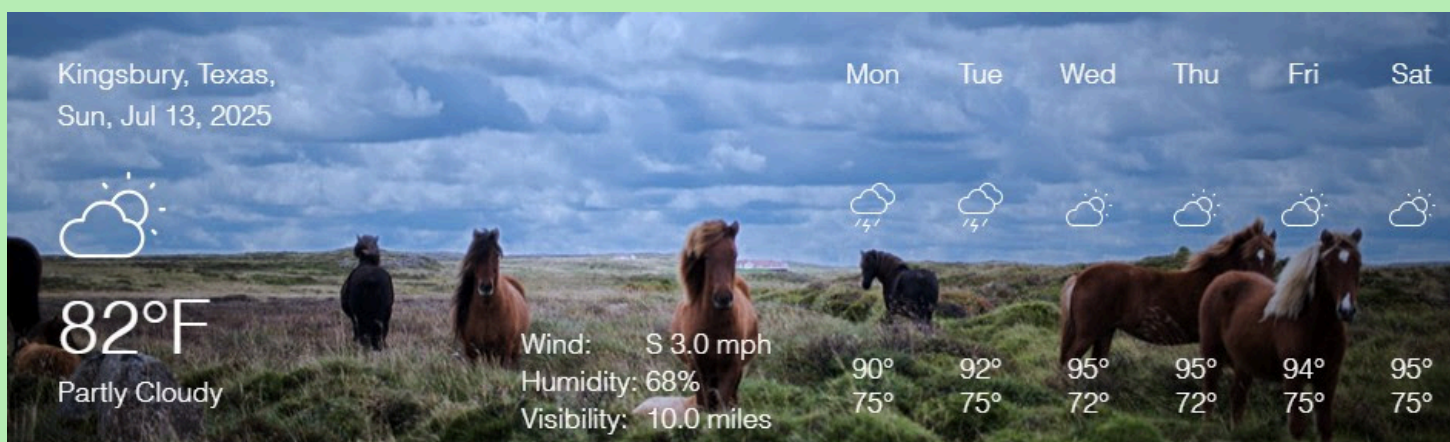 Kingsbury, Texas,
Sun, Jul 13, 2025
82°F
Partly Cloudy
Wind: S 3.0 mph
Humidity: 68%
Visibility: 10.0 miles
Mon Tue Wed Thu Fri Sat
90° 92° 95° 95° 94° 95°
75° 75° 72° 72° 75° 75°